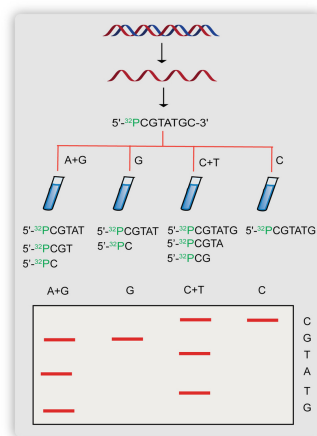 5'-³²PCGTATGC-3'
A+G G C+T C
5'-³²PCGTAT 5'-³²PCGTAT 5'-³²PCGTATG 5'-³²PCGTATG
5'-³²PCGT 5'-³²PC 5'-³²PCGTA
5'-³²PC 5'-³²PCG
A+G G C+T C
C
G
T
A
T
G